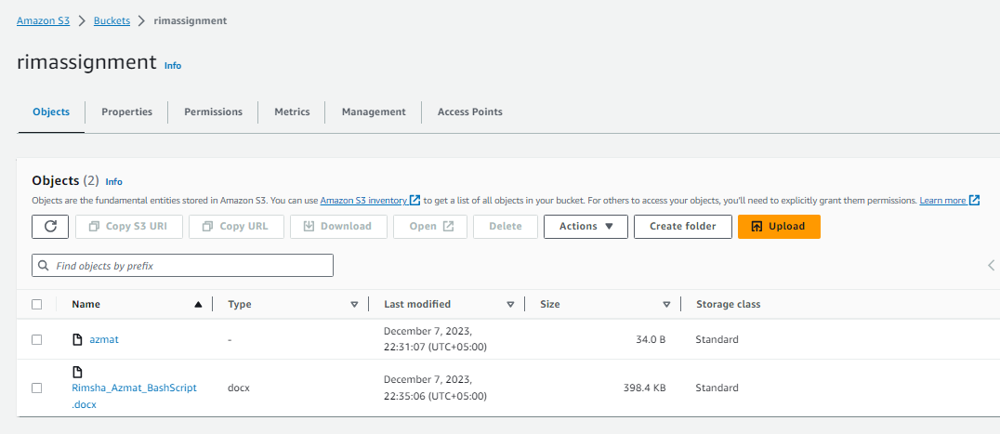 Amazon S3 > Buckets > rimassignment
rimassignment Info
Objects Properties Permissions Metrics Management Access Points
Objects (2) Info
Objects are the fundamental entities stored in Amazon S3. You can use Amazon S3 inventory to get a list of all objects in your bucket. For others to access your objects, you'll need to explicitly grant them permissions. Learn more
Copy S3 URI Copy URL Download Open Delete Actions Create folder Upload
Find objects by prefix
Name Type Last modified Size Storage class
azmat - December 7, 2023, 34.0 B Standard
22:31:07 (UTC+05:00)
Rimsha_Azmat_BashScript docx December 7, 2023, 398.4 KB Standard
.docx 22:35:06 (UTC+05:00)